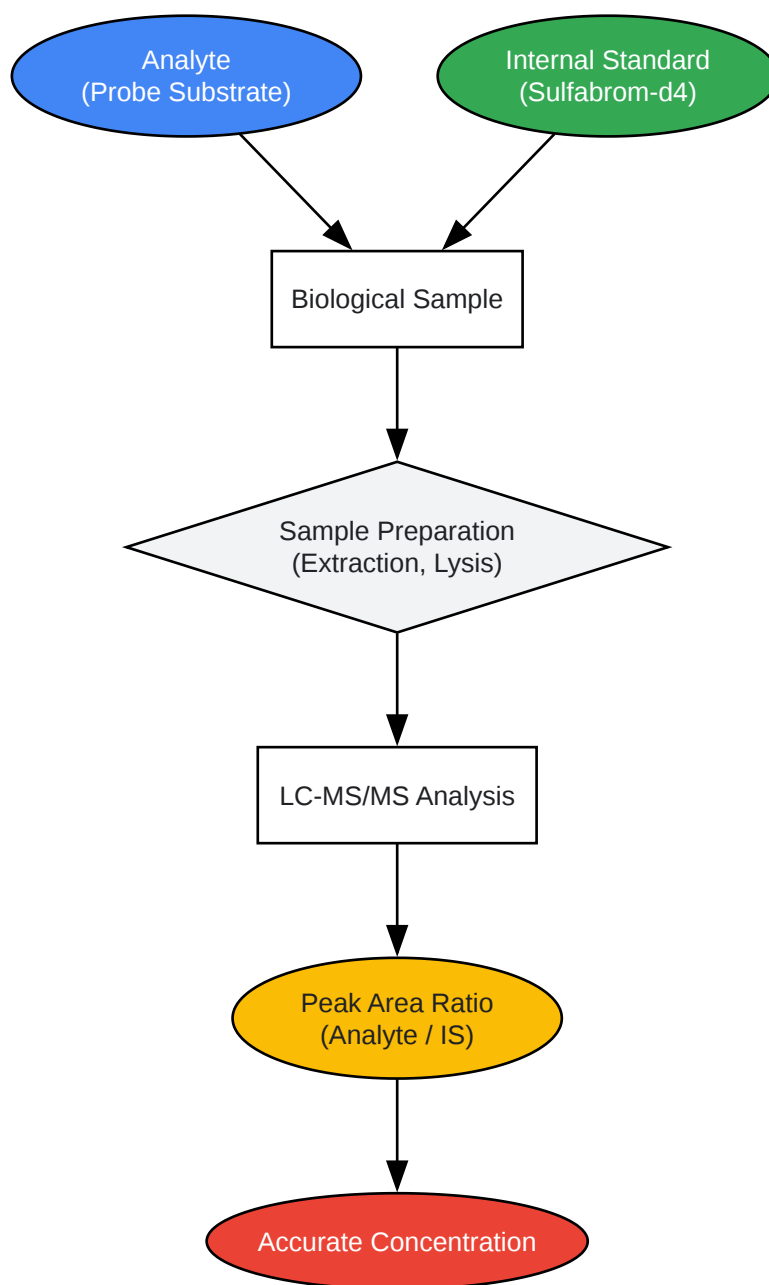 Analyte
(Probe Substrate)
Internal Standard
(Sulfabrom-d4)
Biological Sample
Sample Preparation
(Extraction, Lysis)
LC-MS/MS Analysis
Peak Area Ratio
(Analyte / IS)
Accurate Concentration